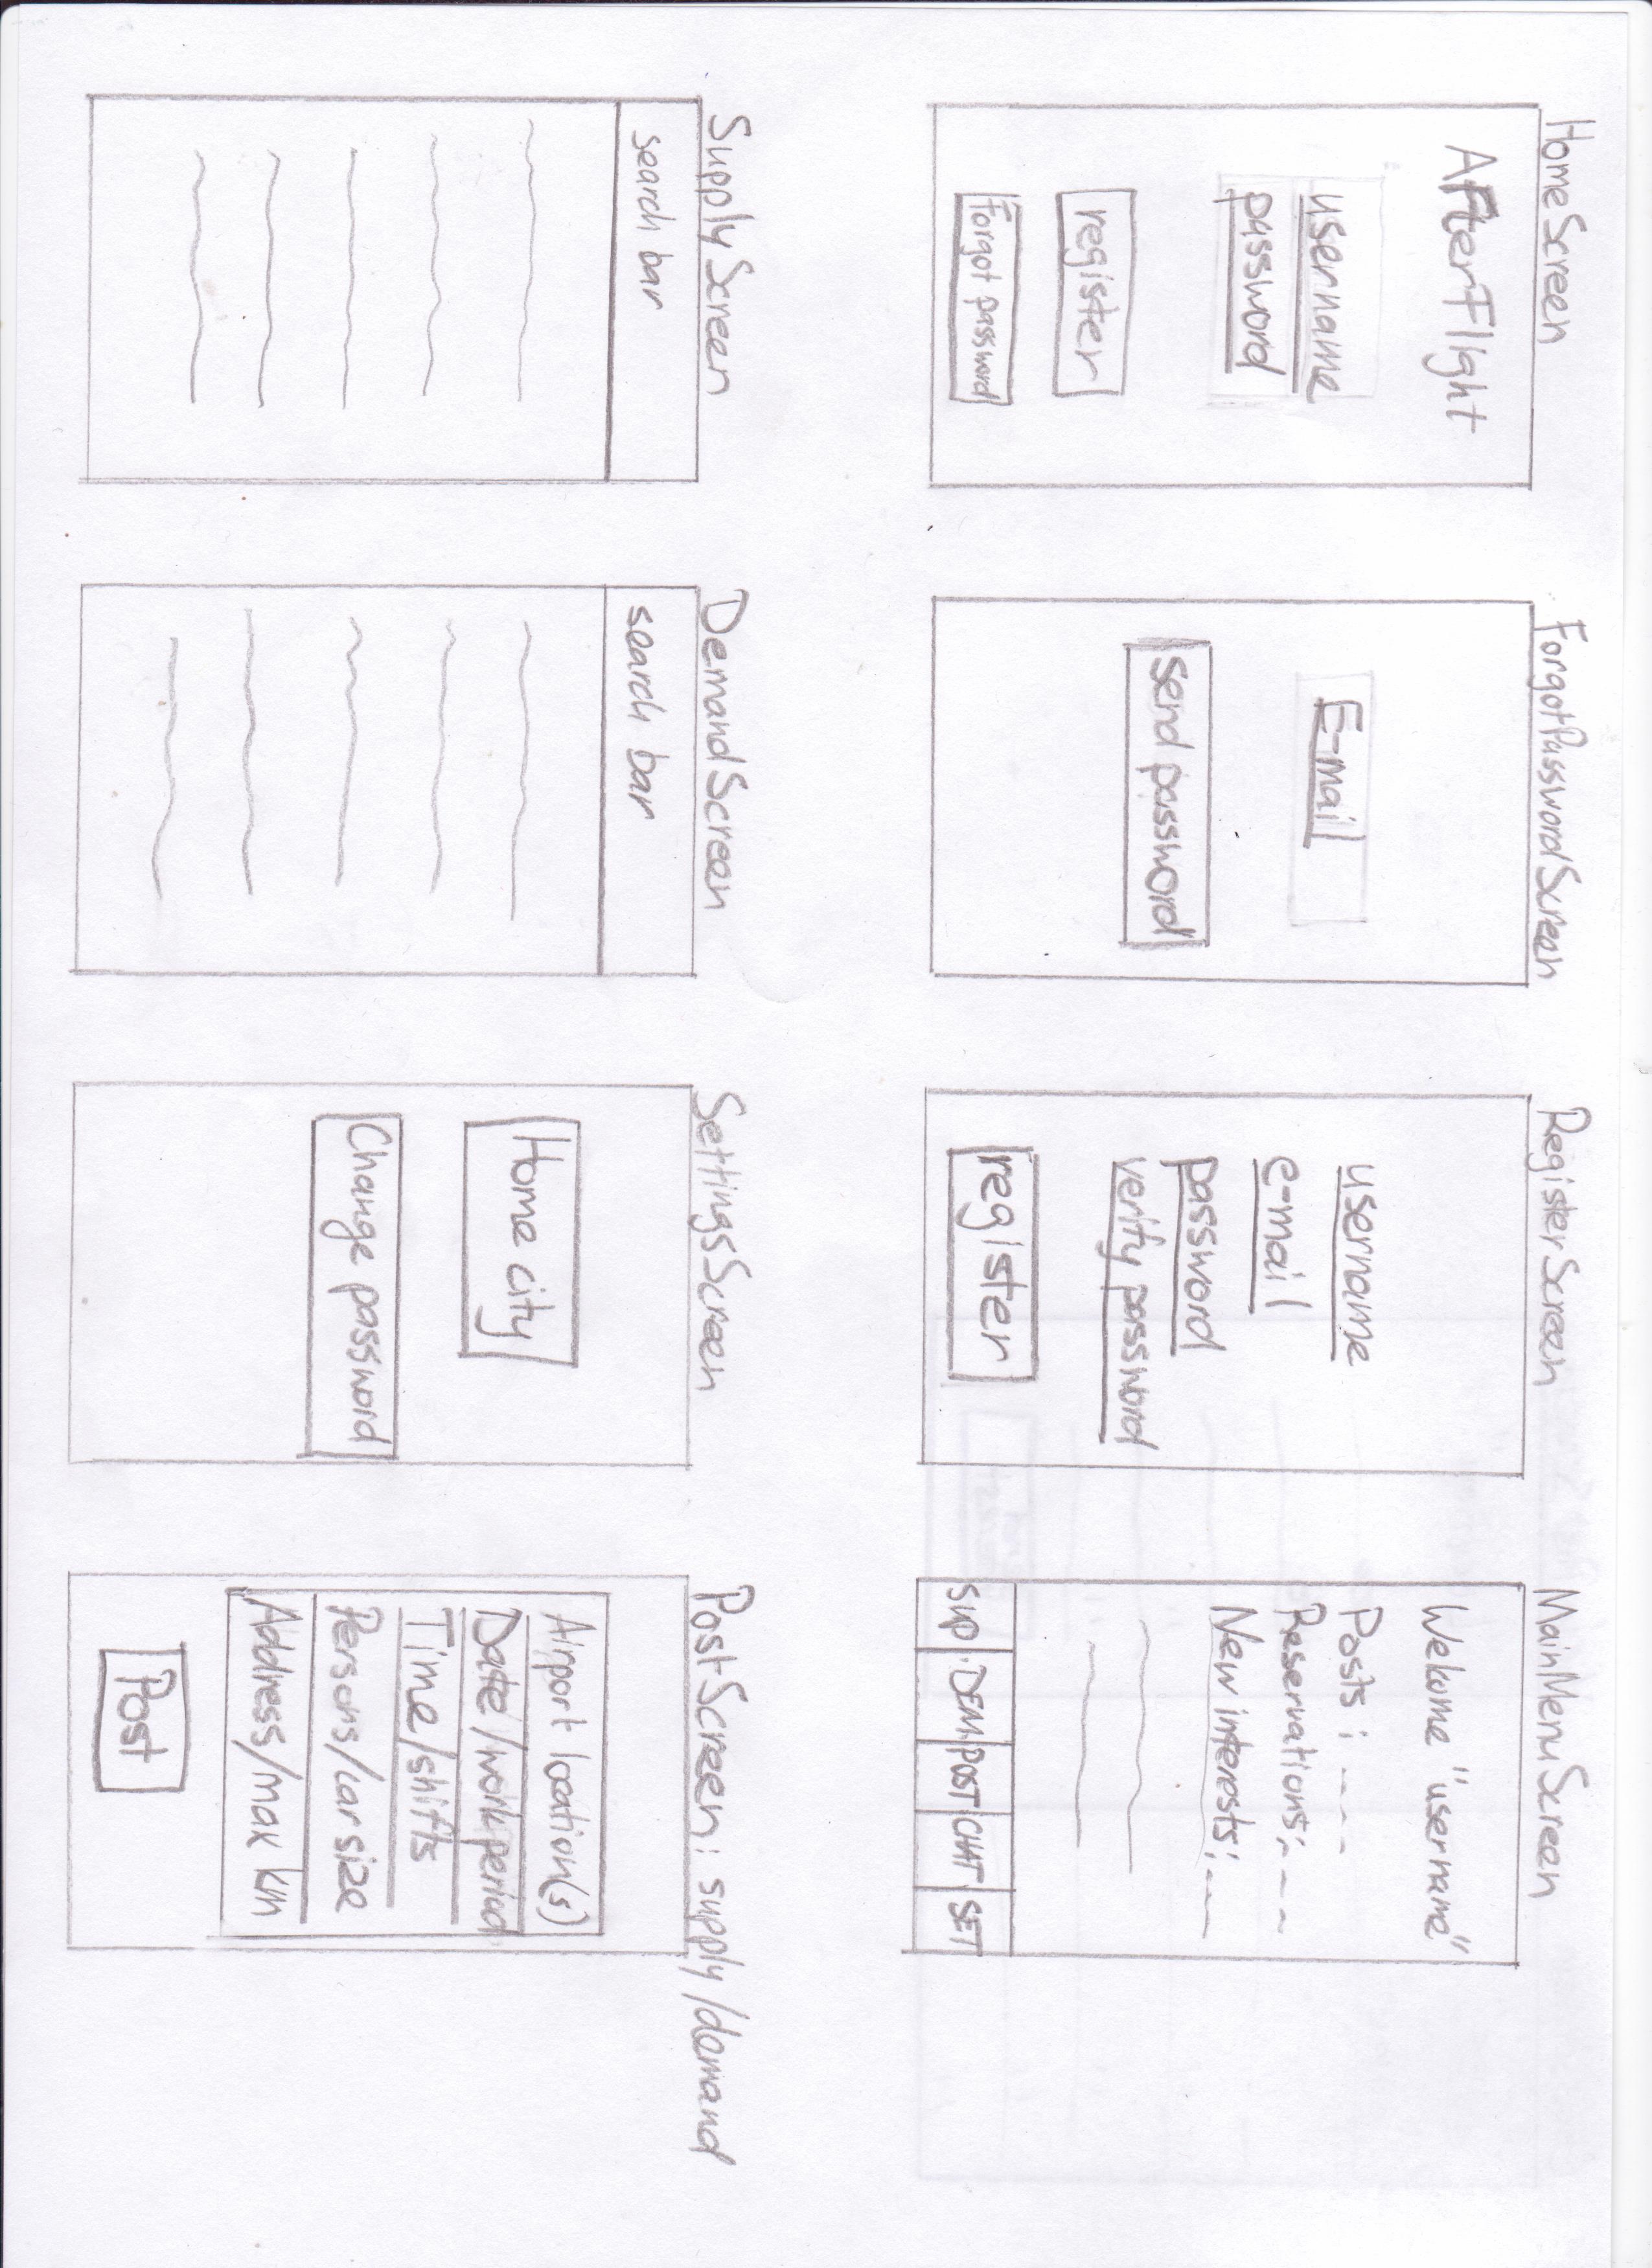 HomeScreen
AfterFlight
username
password
register
Forgot password
ForgotPasswordScreen
E-mail
send password
RegisterScreen
username
e-mail
password
verify password
register
MainMenuScreen
Welcome "username"
Posts :
Reservations:
New interests:
SUP DEM. POST CHAT SET
SupplyScreen
search bar
DemandScreen
search bar
SettingsScreen
Home city
Change password
PostScreen: supply/demand
Airport location(s)
Date/work period
Time/shifts
Persons/car size
Address/max km
Post